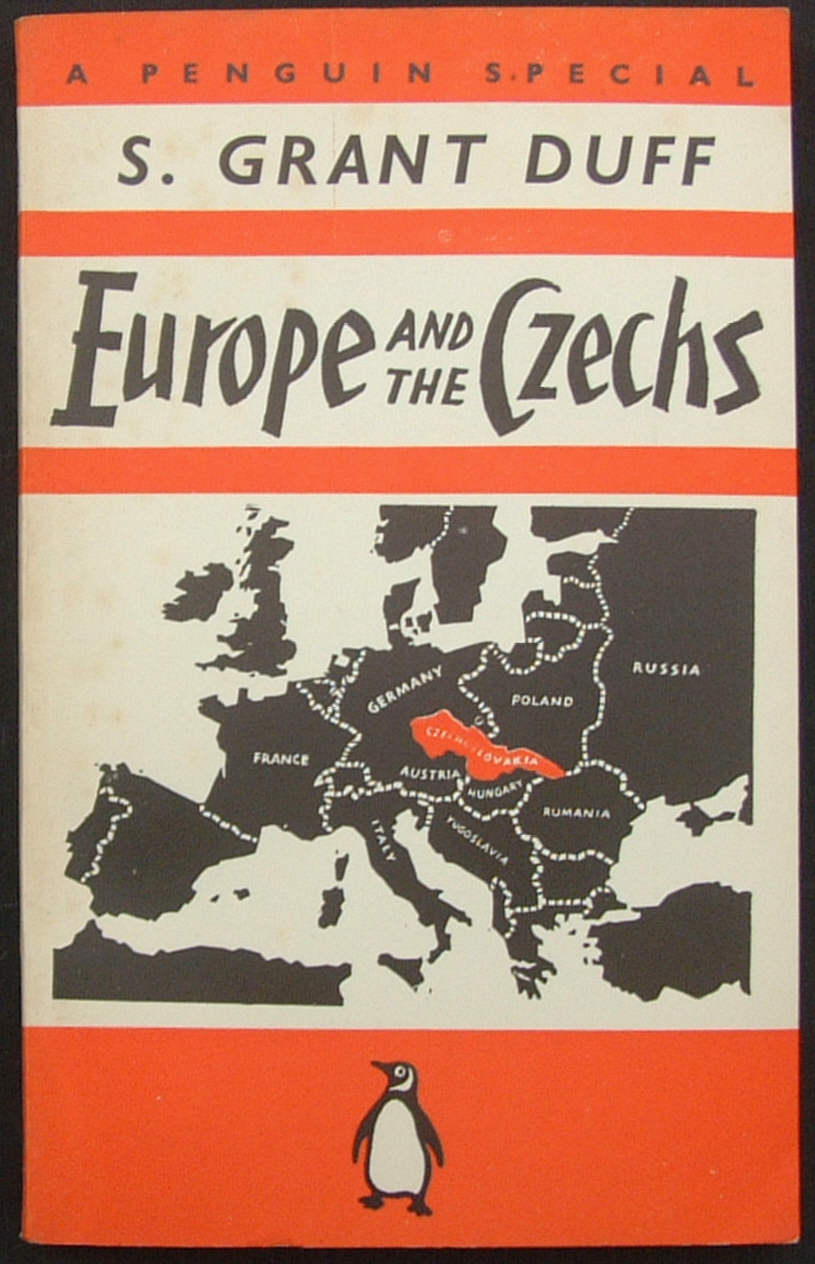 A PENGUIN SPECIAL
S. GRANT DUFF
Europe AND THE Czechs
RUSSIA
GERMANY
POLAND
CZECHOSLOVAKIA
FRANCE
AUSTRIA
HUNGARY
RUMANIA
ITALY
YUGOSLAVIA